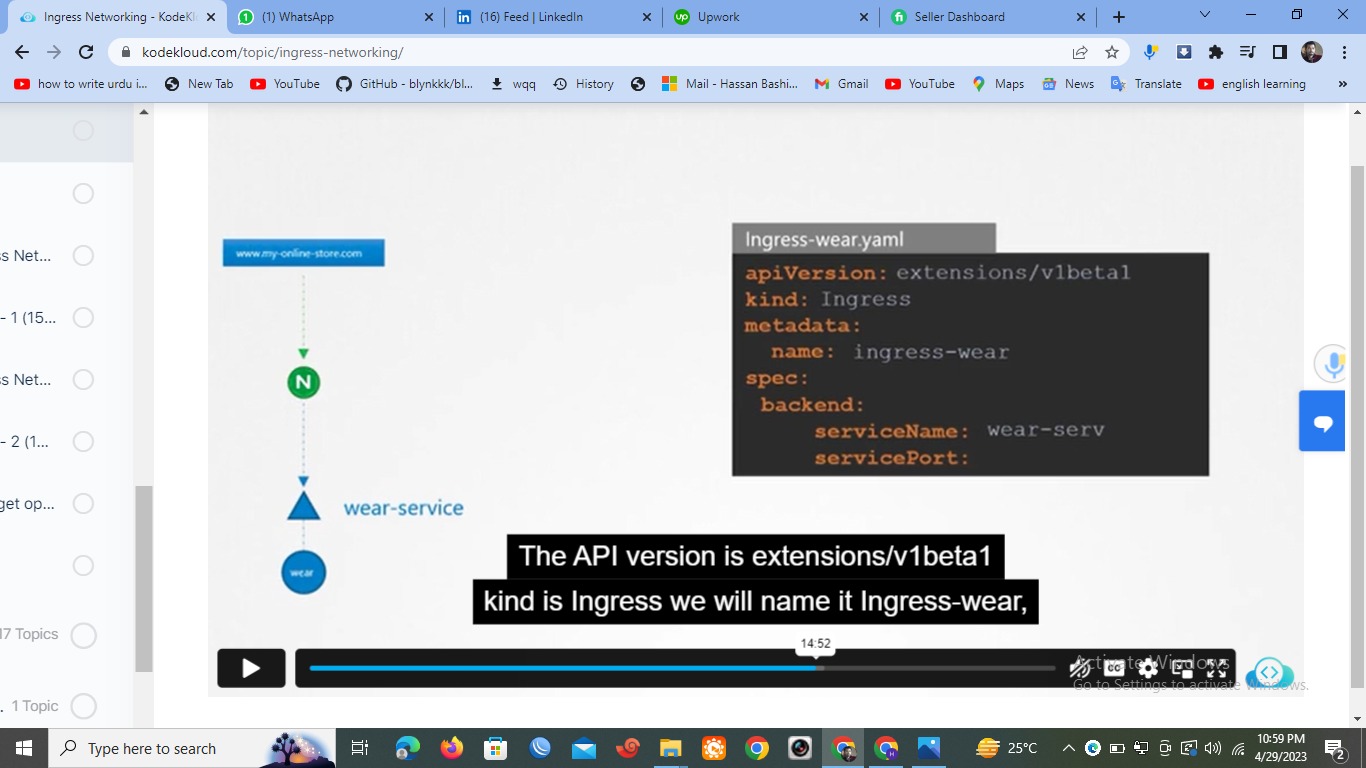 Ingress Networking - KodeKl
(1) WhatsApp
(16) Feed | LinkedIn
Upwork
Seller Dashboard
kodekloud.com/topic/ingress-networking/
how to write urdu i...
New Tab
YouTube
GitHub - blynkkk/bl...
wqq
History
Mail - Hassan Bashi...
Gmail
YouTube
Maps
News
Translate
english learning
»
ss Net...
- 1 (15...
ss Net...
- 2 (1...
get op...
17 Topics
. 1 Topic
www.my-online-store.com
N
wear-service
wear
Ingress-wear.yaml
apiVersion: extensions/v1beta1
kind: Ingress
metadata:
name: ingress-wear
spec:
backend:
serviceName: wear-serv
servicePort:
The API version is extensions/v1beta1
kind is Ingress we will name it Ingress-wear,
14:52
CC
Activate Windows
Go to Settings to activate Windows.
Type here to search
25°C
10:59 PM
4/29/2023
2